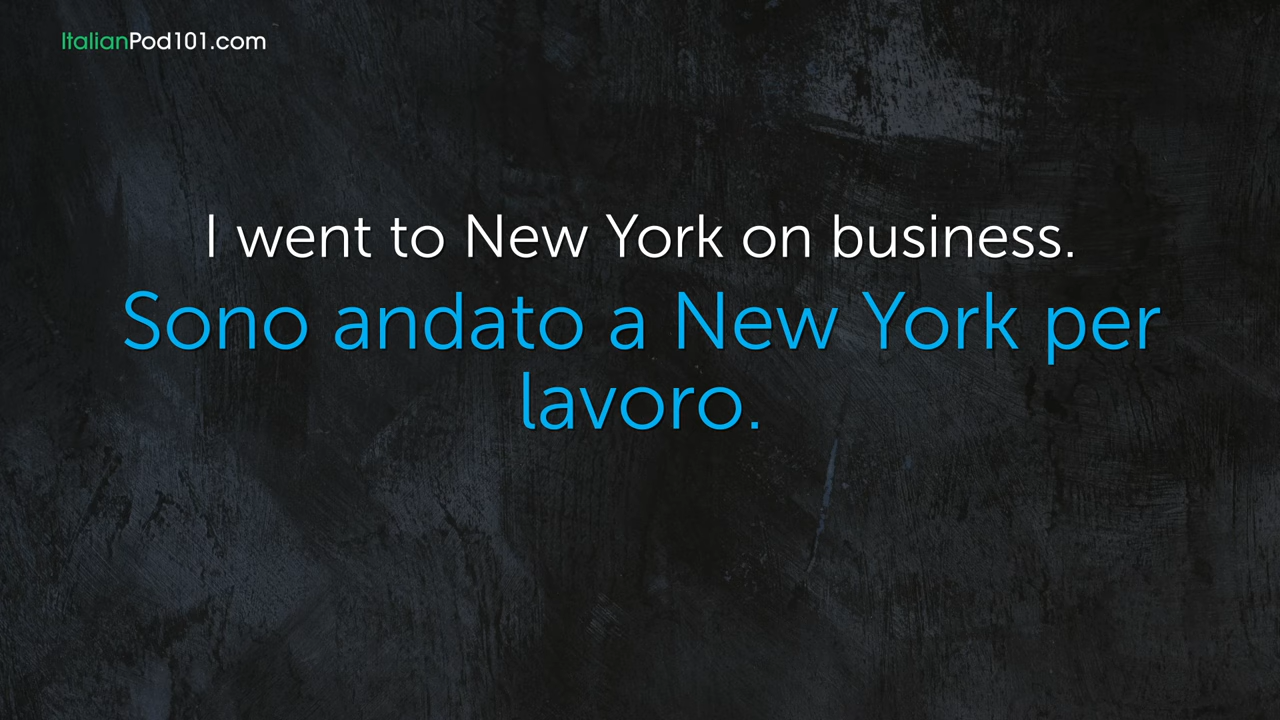 ItalianPod101.com
I went to New York on business.
Sono andato a New York per
lavoro.